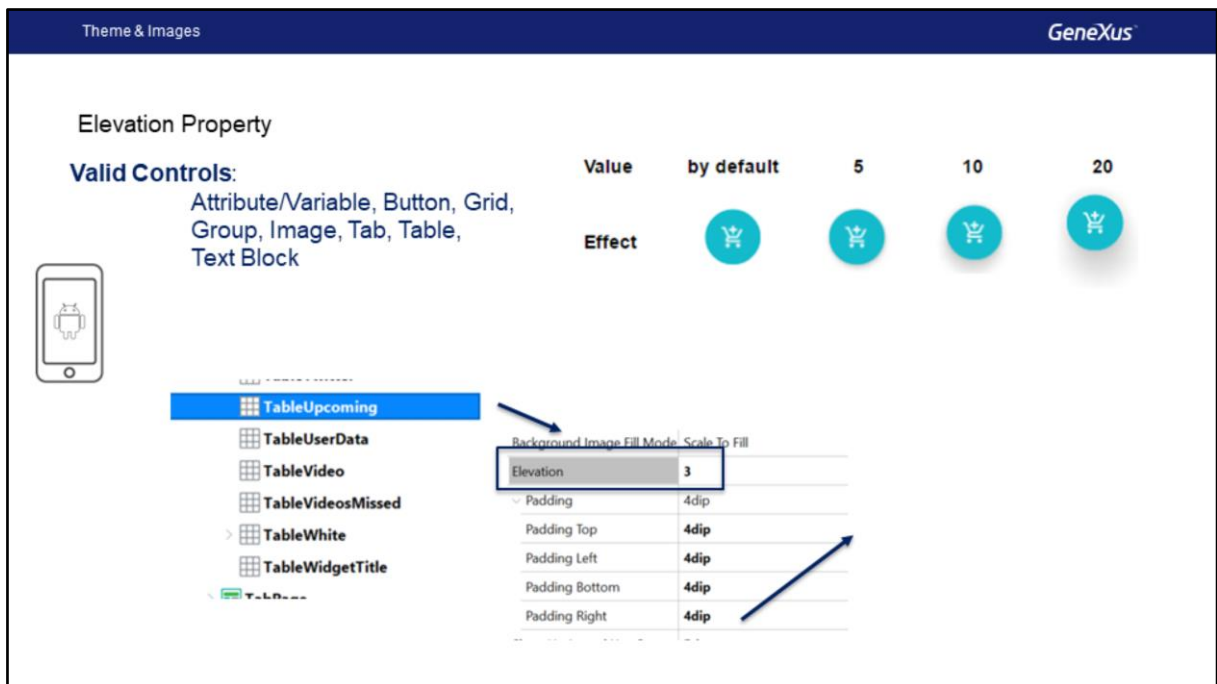 Theme & Images
GeneXus
Elevation Property
Valid Controls:
Attribute/Variable, Button, Grid,
Group, Image, Tab, Table,
Text Block
Value by default 5 10 20
Effect
TableUpcoming
TableUserData
TableVideo
TableVideosMissed
TableWhite
TableWidgetTitle
Background Image Fill Mode Scale To Fill
Elevation 3
Padding 4dip
Padding Top 4dip
Padding Left 4dip
Padding Bottom 4dip
Padding Right 4dip